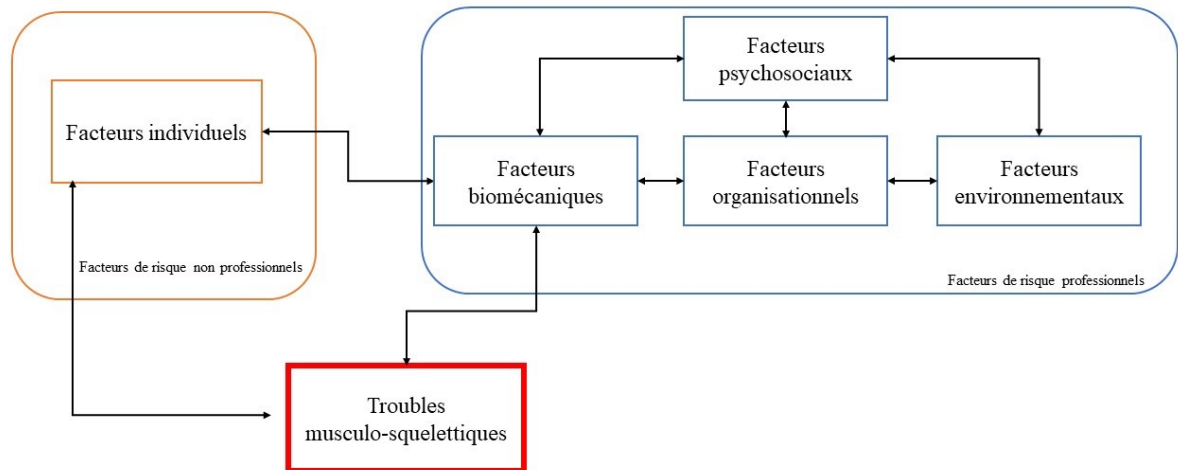 Facteurs
psychosociaux
Facteurs individuels
Facteurs
biomécaniques
Facteurs
organisationnels
Facteurs
environnementaux
Facteurs de risque non professionnels
Facteurs de risque professionnels
Troubles
musculo-squelettiques